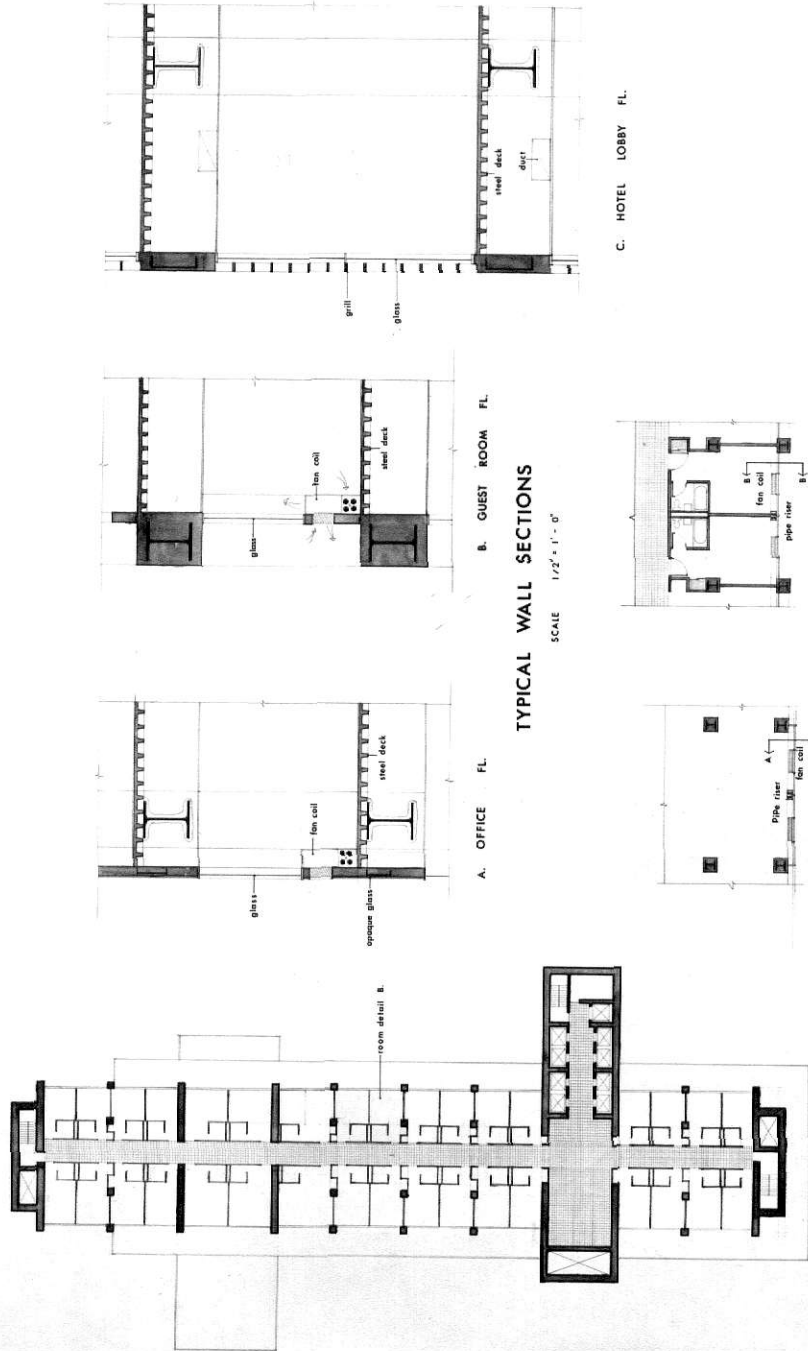 room detail B.
glass
opaque glass
fan coil
steel deck
A. OFFICE FL.
glass
fan coil
steel deck
B. GUEST ROOM FL.
grill
glass
steel deck
duct
C. HOTEL LOBBY FL.
TYPICAL WALL SECTIONS
SCALE 1/2" = 1' - 0"
PiPe riser
A
fan coil
pipe riser
fan coil
B
B